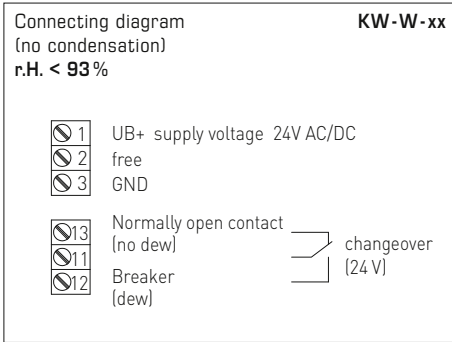 Connecting diagram KW-W-xx
(no condensation)
r.H. < 93%
1 UB+ supply voltage 24V AC/DC
2 free
3 GND
13 Normally open contact
(no dew)
11
12 Breaker
(dew)
changeover
(24 V)